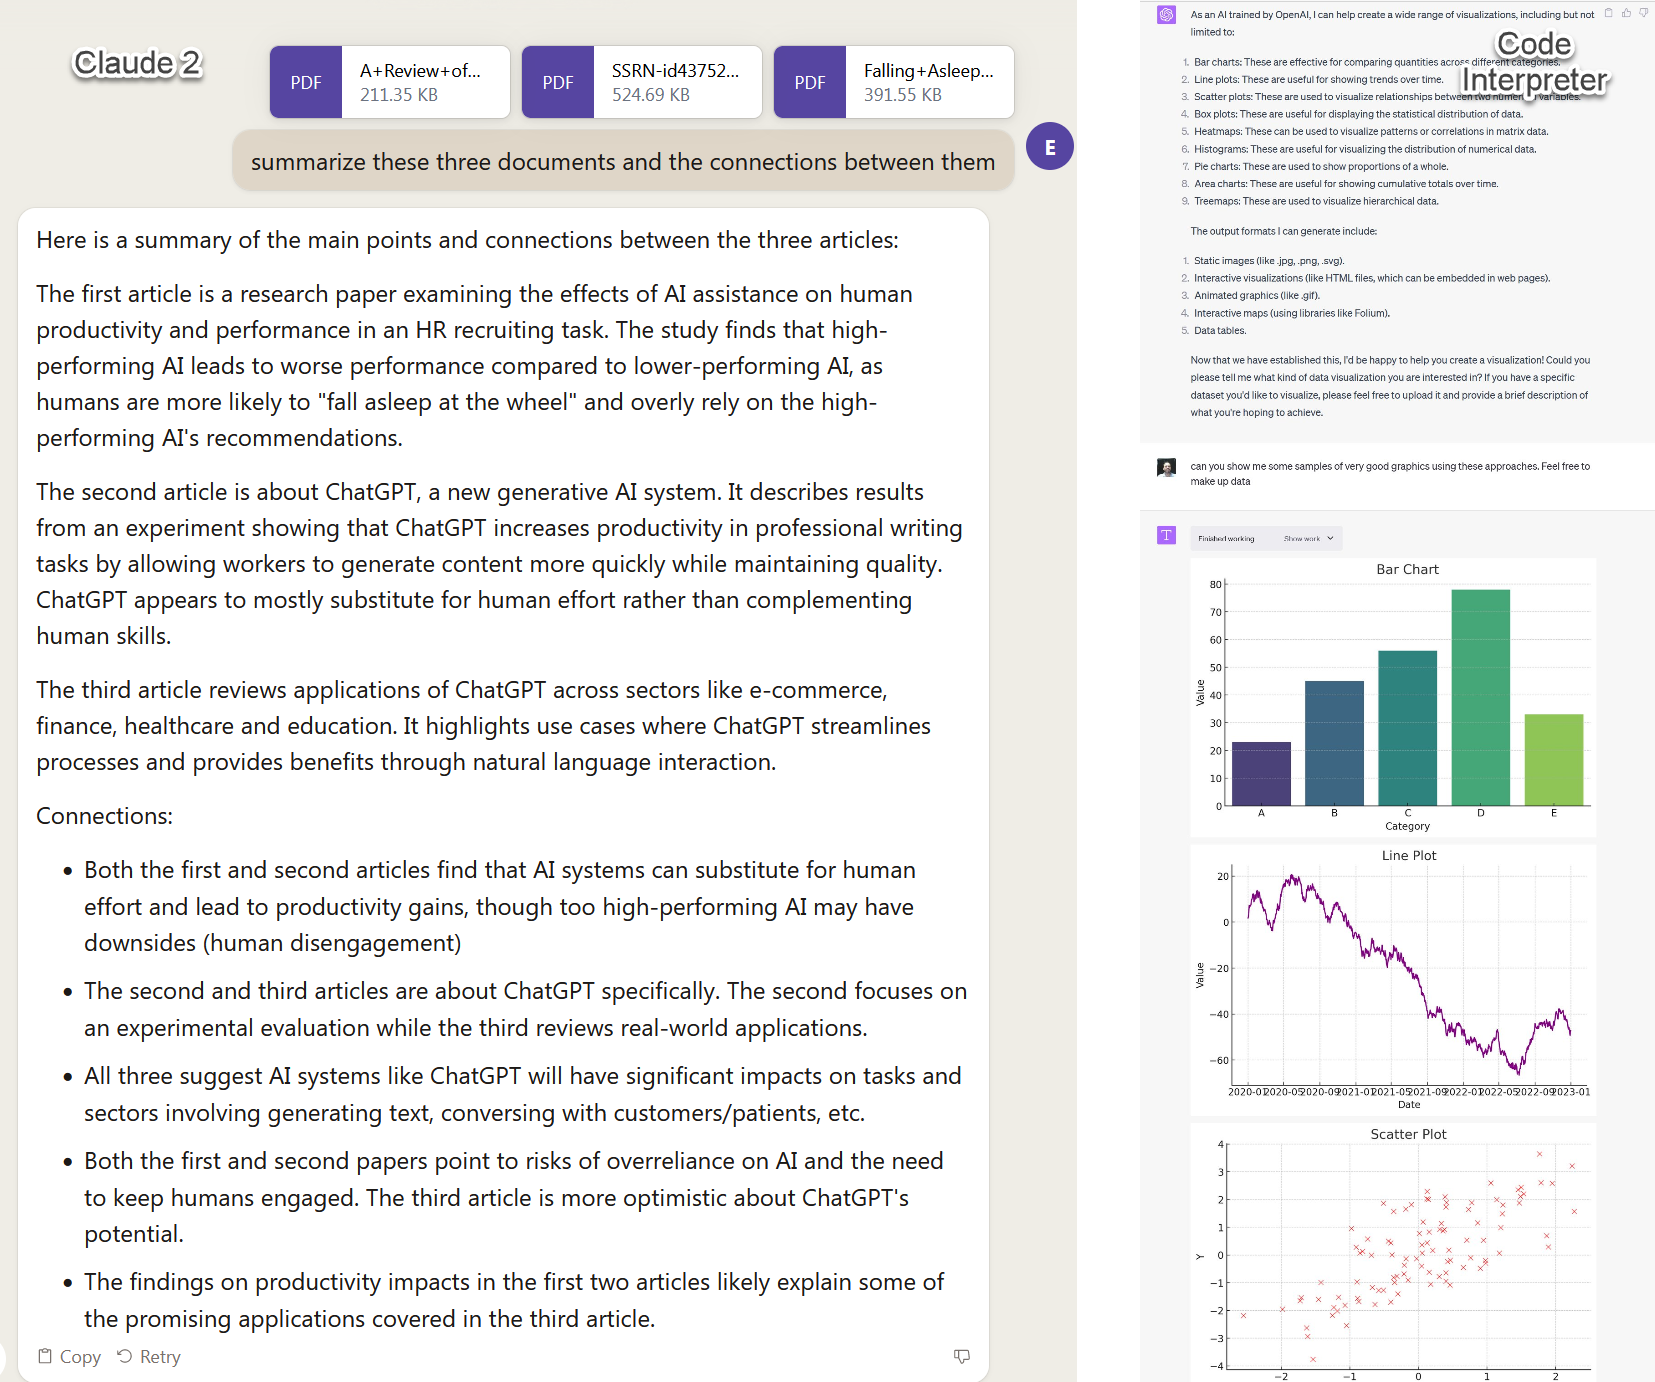 Claude 2
PDF
A+Review+of...
211.35 KB
PDF
SSRN-id43752...
524.69 KB
PDF
Falling+Asleep...
391.55 KB
summarize these three documents and the connections between them
E
Here is a summary of the main points and connections between the three articles:
The first article is a research paper examining the effects of AI assistance on human
productivity and performance in an HR recruiting task. The study finds that high-
performing AI leads to worse performance compared to lower-performing AI, as
humans are more likely to "fall asleep at the wheel" and overly rely on the high-
performing AI's recommendations.
The second article is about ChatGPT, a new generative AI system. It describes results
from an experiment showing that ChatGPT increases productivity in professional writing
tasks by allowing workers to generate content more quickly while maintaining quality.
ChatGPT appears to mostly substitute for human effort rather than complementing
human skills.
The third article reviews applications of ChatGPT across sectors like e-commerce,
finance, healthcare and education. It highlights use cases where ChatGPT streamlines
processes and provides benefits through natural language interaction.
Connections:
• Both the first and second articles find that AI systems can substitute for human
effort and lead to productivity gains, though too high-performing AI may have
downsides (human disengagement)
• The second and third articles are about ChatGPT specifically. The second focuses on
an experimental evaluation while the third reviews real-world applications.
• All three suggest AI systems like ChatGPT will have significant impacts on tasks and
sectors involving generating text, conversing with customers/patients, etc.
• Both the first and second papers point to risks of overreliance on AI and the need
to keep humans engaged. The third article is more optimistic about ChatGPT's
potential.
• The findings on productivity impacts in the first two articles likely explain some of
the promising applications covered in the third article.
Copy
Retry
As an AI trained by OpenAI, I can help create a wide range of visualizations, including but not
limited to:
Code
Interpreter
1. Bar charts: These are effective for comparing quantities across different categories.
2. Line plots: These are useful for showing trends over time.
3. Scatter plots: These are used to visualize relationships between two numerical variables.
4. Box plots: These are useful for displaying the statistical distribution of data.
5. Heatmaps: These can be used to visualize patterns or correlations in matrix data.
6. Histograms: These are useful for visualizing the distribution of numerical data.
7. Pie charts: These are used to show proportions of a whole.
8. Area charts: These are useful for showing cumulative totals over time.
9. Treemaps: These are used to visualize hierarchical data.
The output formats I can generate include:
1. Static images (like .jpg, .png, .svg).
2. Interactive visualizations (like HTML files, which can be embedded in web pages).
3. Animated graphics (like .gif).
4. Interactive maps (using libraries like Folium).
5. Data tables.
Now that we have established this, I'd be happy to help you create a visualization! Could you
please tell me what kind of data visualization you are interested in? If you have a specific
dataset you'd like to visualize, please feel free to upload it and provide a brief description of
what you're hoping to achieve.
can you show me some samples of very good graphics using these approaches. Feel free to
make up data
T
Finished working
Show work
Bar Chart
80
70
60
50
40
30
20
10
0
Value
A B C D E
Category
Line Plot
20
0
−20
−40
−60
Value
2020-01 2020-05 2020-09 2021-01 2021-05 2021-09 2022-01 2022-05 2022-09 2023-01
Date
Scatter Plot
4
3
2
1
0
−1
−2
−3
−4
Y
−2 −1 0 1 2